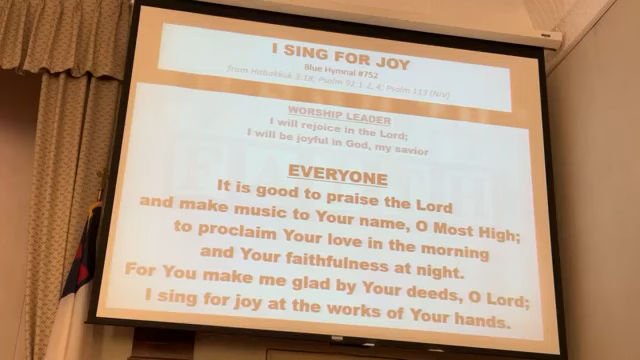 I SING FOR JOY
Blue Hymnal #752
from Habakkuk 3:18, Psalm 92:1-2, 4, Psalm 113 (NIV)
WORSHIP LEADER
I will rejoice in the Lord;
I will be joyful in God, my savior
EVERYONE
It is good to praise the Lord
and make music to Your name, O Most High;
to proclaim Your love in the morning
and Your faithfulness at night.
For You make me glad by Your deeds, O Lord;
I sing for joy at the works of Your hands.